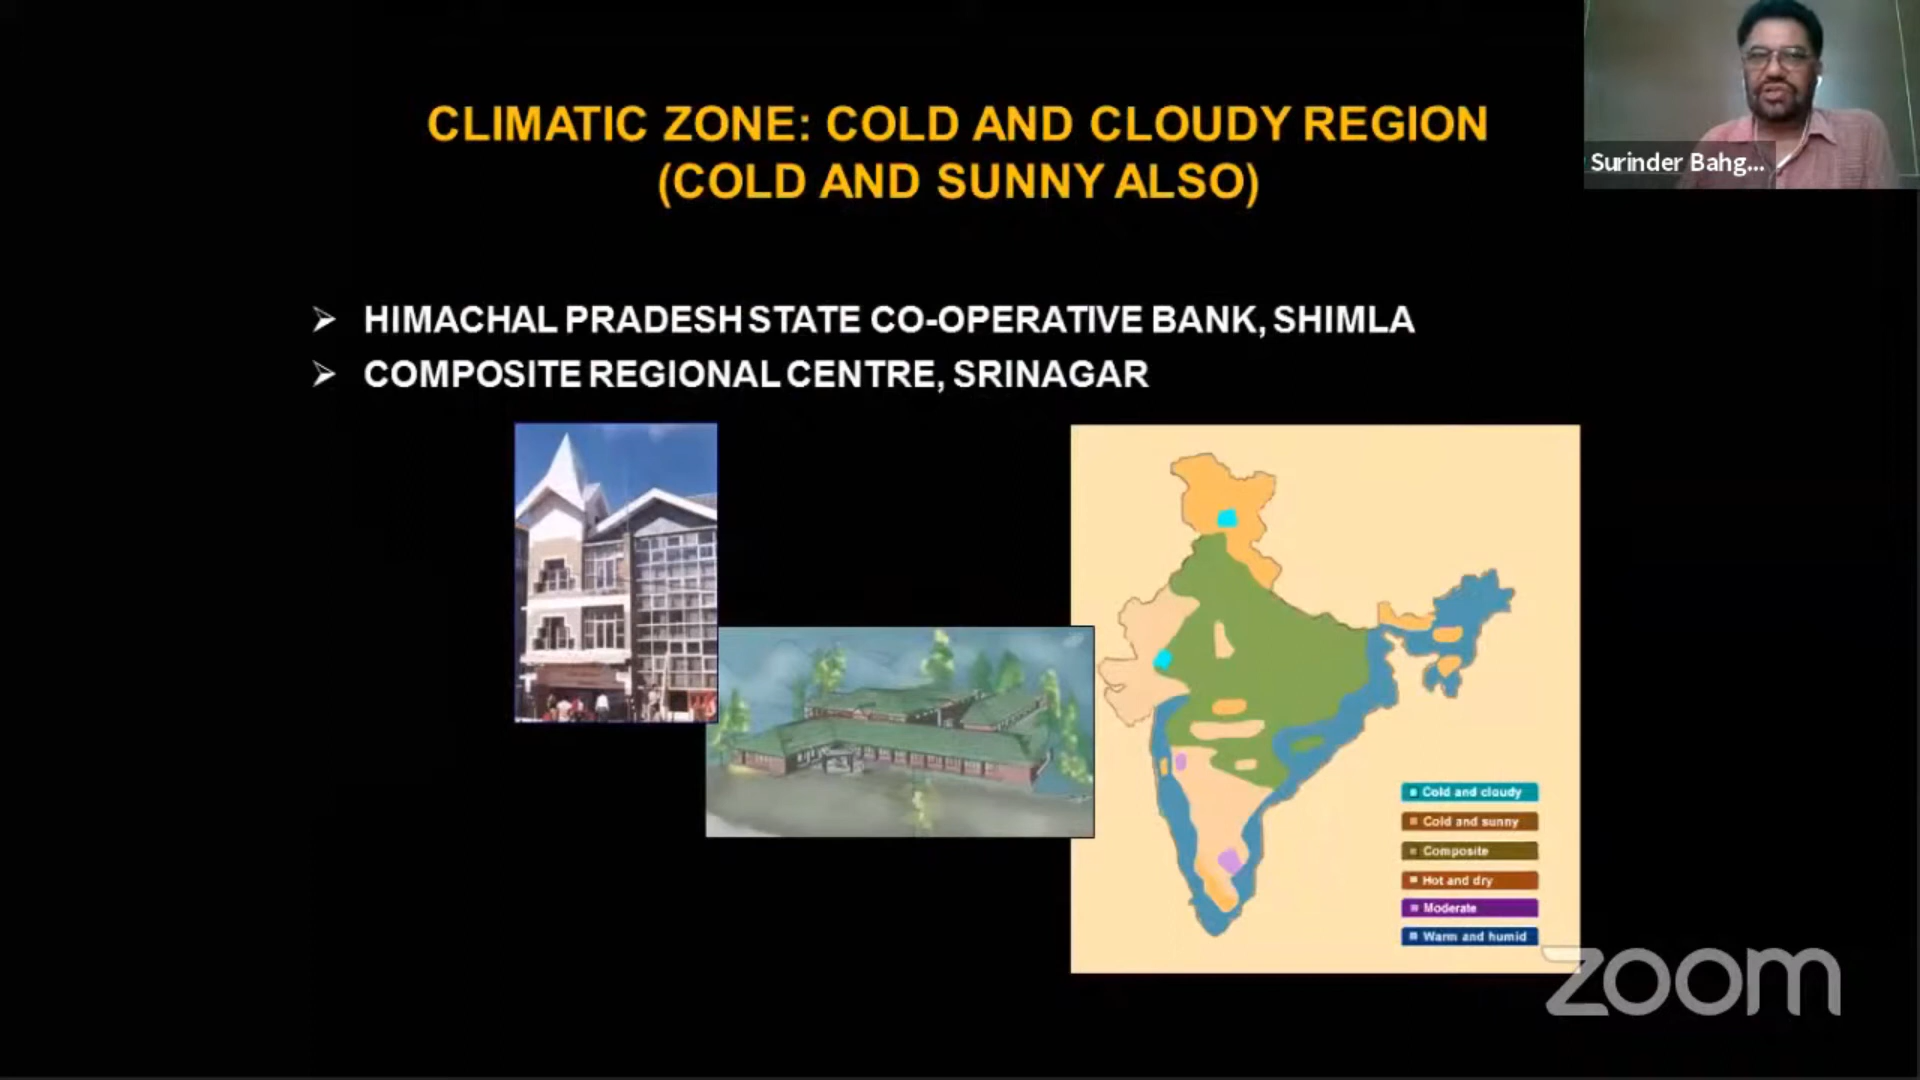 CLIMATIC ZONE: COLD AND CLOUDY REGION
(COLD AND SUNNY ALSO)
Surinder Bahg...
➢ HIMACHAL PRADESH STATE CO-OPERATIVE BANK, SHIMLA
➢ COMPOSITE REGIONAL CENTRE, SRINAGAR
Cold and cloudy
Cold and sunny
Composite
Hot and dry
Moderate
Warm and humid
zoom